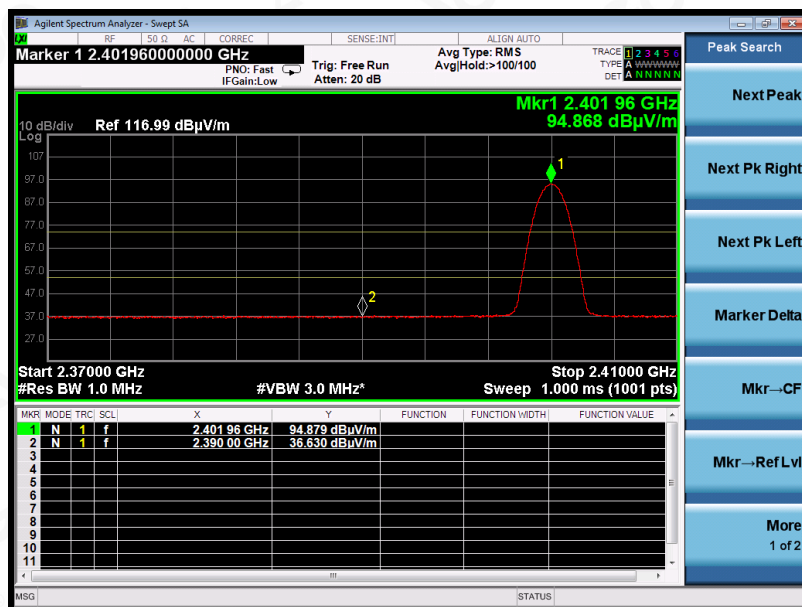 Agilent Spectrum Analyzer - Swept SA
LXI RF 50 Ω AC CORREC SENSE:INT ALIGN AUTO
Marker 1 2.401960000000 GHz
PNO: Fast
IFGain:Low
Trig: Free Run
Atten: 20 dB
Avg Type: RMS
Avg|Hold:>100/100
TRACE 1 2 3 4 5 6
TYPE A WWWWW
DET A N N N N N
Mkr1 2.401 96 GHz
94.868 dBµV/m
10 dB/div Ref 116.99 dBµV/m
Log
107
97.0
87.0
77.0
67.0
57.0
47.0
37.0
27.0
1
2
Start 2.37000 GHz Stop 2.41000 GHz
#Res BW 1.0 MHz #VBW 3.0 MHz* Sweep 1.000 ms (1001 pts)
MKR MODE TRC SCL X Y FUNCTION FUNCTION WIDTH FUNCTION VALUE
1 N 1 f 2.401 96 GHz 94.879 dBµV/m
2 N 1 f 2.390 00 GHz 36.630 dBµV/m
3
4
5
6
7
8
9
10
11
MSG STATUS
Peak Search
Next Peak
Next Pk Right
Next Pk Left
Marker Delta
Mkr→CF
Mkr→Ref Lvl
More
1 of 2